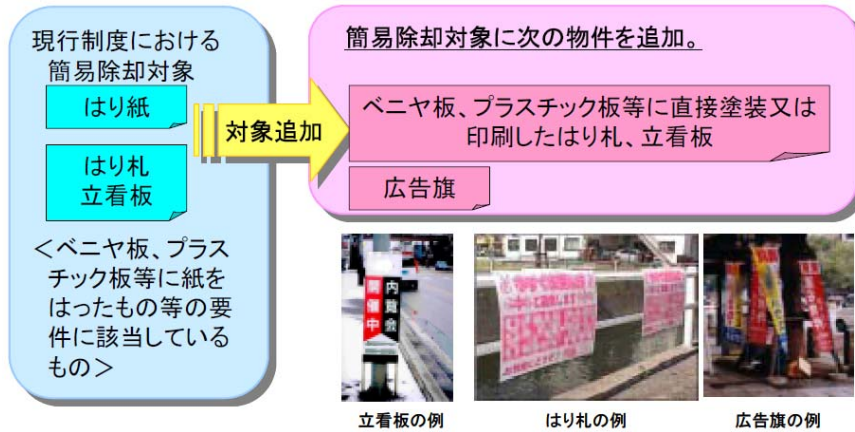 現行制度における
簡易除却対象
はり紙
はり札
立看板
<ベニヤ板、プラス
チック板等に紙を
はったもの等の要
件に該当している
もの>
対象追加
簡易除却対象に次の物件を追加。
ベニヤ板、プラスチック板等に直接塗装又は
印刷したはり札、立看板
広告旗
内覧会
開催中
立看板の例
はり札の例
広告旗の例